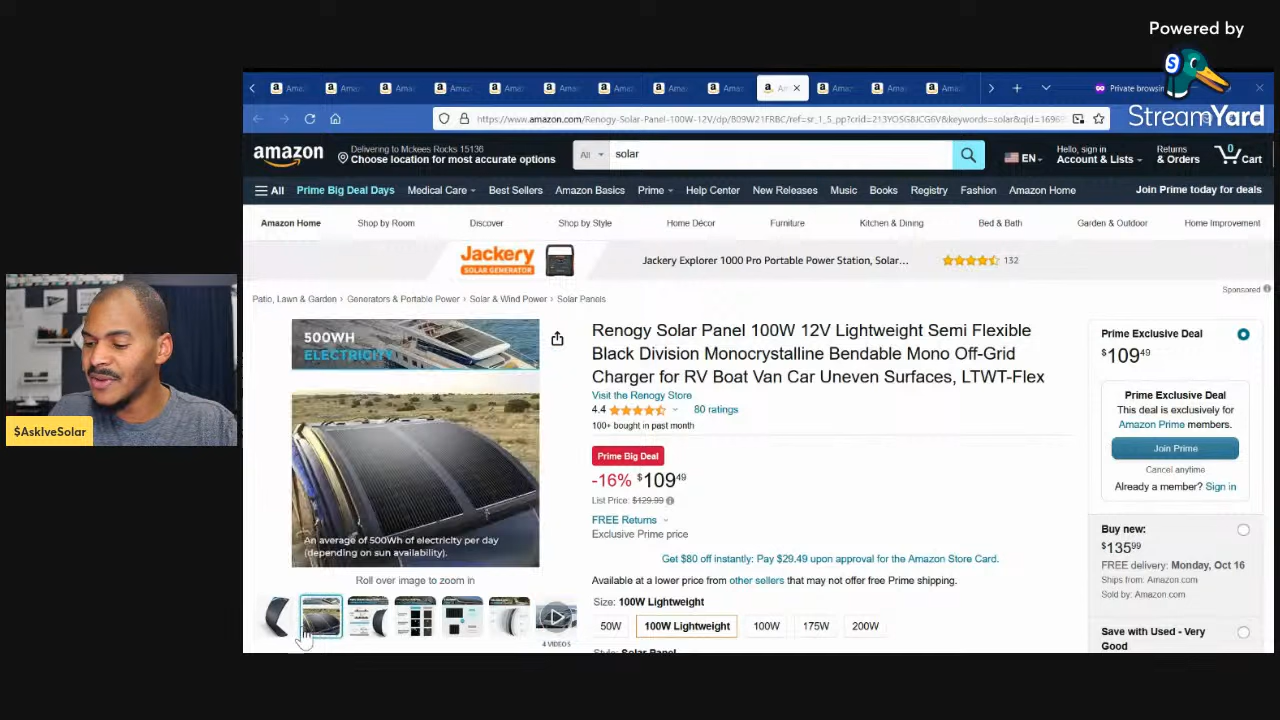 Powered by
StreamYard
S
Private browsing
https://www.amazon.com/Renogy-Solar-Panel-100W-12V/dp/B09W21FRBC/ref=sr_1_5_pp?crid=213YOSG8JCG6V&keywords=solar&qid=1696
amazon
Delivering to Mckees Rocks 15136
Choose location for most accurate options
All
solar
EN
Hello, sign in
Account & Lists
Returns
& Orders
0
Cart
All
Prime Big Deal Days
Medical Care
Best Sellers
Amazon Basics
Prime
Help Center
New Releases
Music
Books
Registry
Fashion
Amazon Home
Join Prime today for deals
Amazon Home
Shop by Room
Discover
Shop by Style
Home Décor
Furniture
Kitchen & Dining
Bed & Bath
Garden & Outdoor
Home Improvement
Jackery
SOLAR GENERATOR
Jackery Explorer 1000 Pro Portable Power Station, Solar...
132
Sponsored
Patio, Lawn & Garden › Generators & Portable Power › Solar & Wind Power › Solar Panels
500WH
ELECTRICITY
An average of 500Wh of electricity per day
(depending on sun availability).
Roll over image to zoom in
4 VIDEOS
Renogy Solar Panel 100W 12V Lightweight Semi Flexible
Black Division Monocrystalline Bendable Mono Off-Grid
Charger for RV Boat Van Car Uneven Surfaces, LTWT-Flex
Visit the Renogy Store
4.4
80 ratings
100+ bought in past month
Prime Big Deal
-16% $109.49
List Price: $129.99
FREE Returns
Exclusive Prime price
Get $80 off instantly: Pay $29.49 upon approval for the Amazon Store Card.
Available at a lower price from other sellers that may not offer free Prime shipping.
Size: 100W Lightweight
50W
100W Lightweight
100W
175W
200W
Style: Solar Panel
Prime Exclusive Deal
$109.49
Prime Exclusive Deal
This deal is exclusively for
Amazon Prime members.
Join Prime
Cancel anytime
Already a member? Sign in
Buy new:
$135.99
FREE delivery: Monday, Oct 16
Ships from: Amazon.com
Sold by: Amazon.com
Save with Used - Very
Good
$AskIveSolar